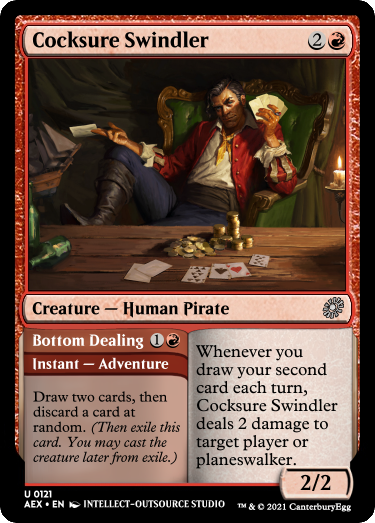 Cocksure Swindler 2
Creature — Human Pirate
Bottom Dealing 1
Instant — Adventure
Draw two cards, then
discard a card at
random. (Then exile this
card. You may cast the
creature later from exile.)
Whenever you
draw your second
card each turn,
Cocksure Swindler
deals 2 damage to
target player or
planeswalker.
2/2
U 0121
AEX • EN INTELLECT-OUTSOURCE STUDIO
™ & © 2021 CanterburyEgg